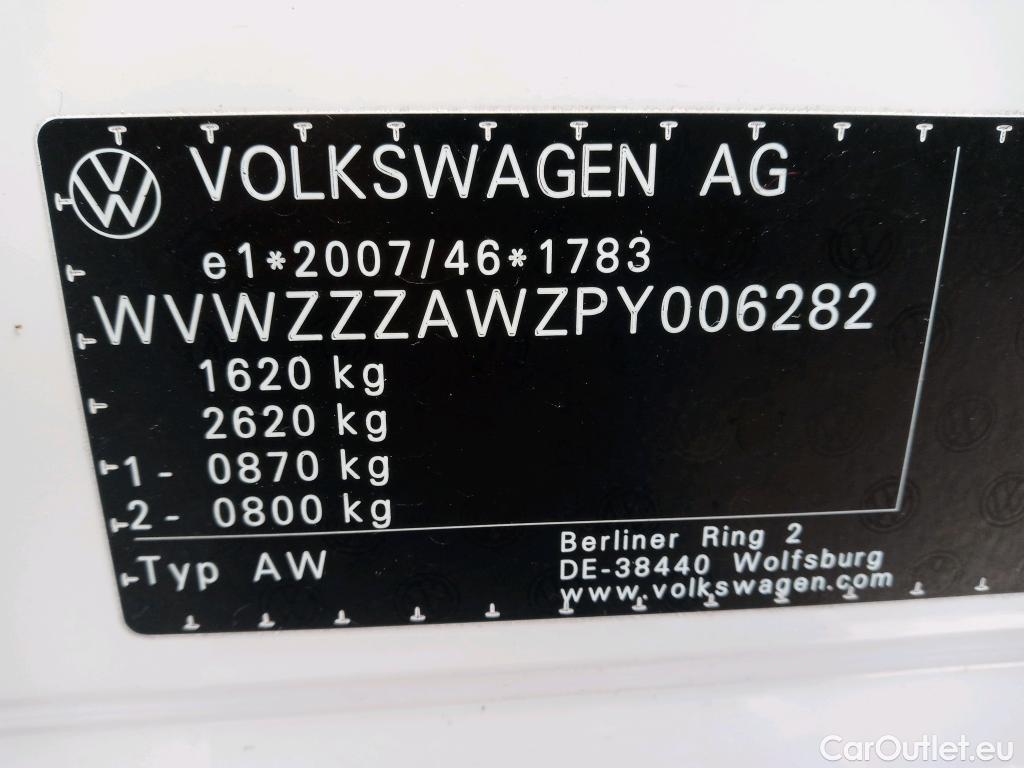 VOLKSWAGEN AG
e1*2007/46*1783
WVWZZZAWZPY006282
1620 kg
2620 kg
1- 0870 kg
2- 0800 kg
Typ AW
Berliner Ring 2
DE-38440 Wolfsburg
www.volkswagen.com
CarOutlet.eu